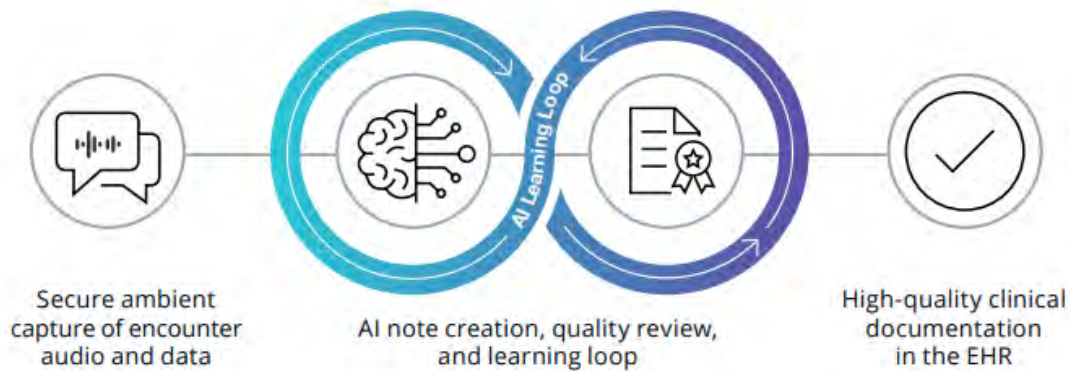 AI Learning Loop
Secure ambient
capture of encounter
audio and data
AI note creation, quality review,
and learning loop
High-quality clinical
documentation
in the EHR